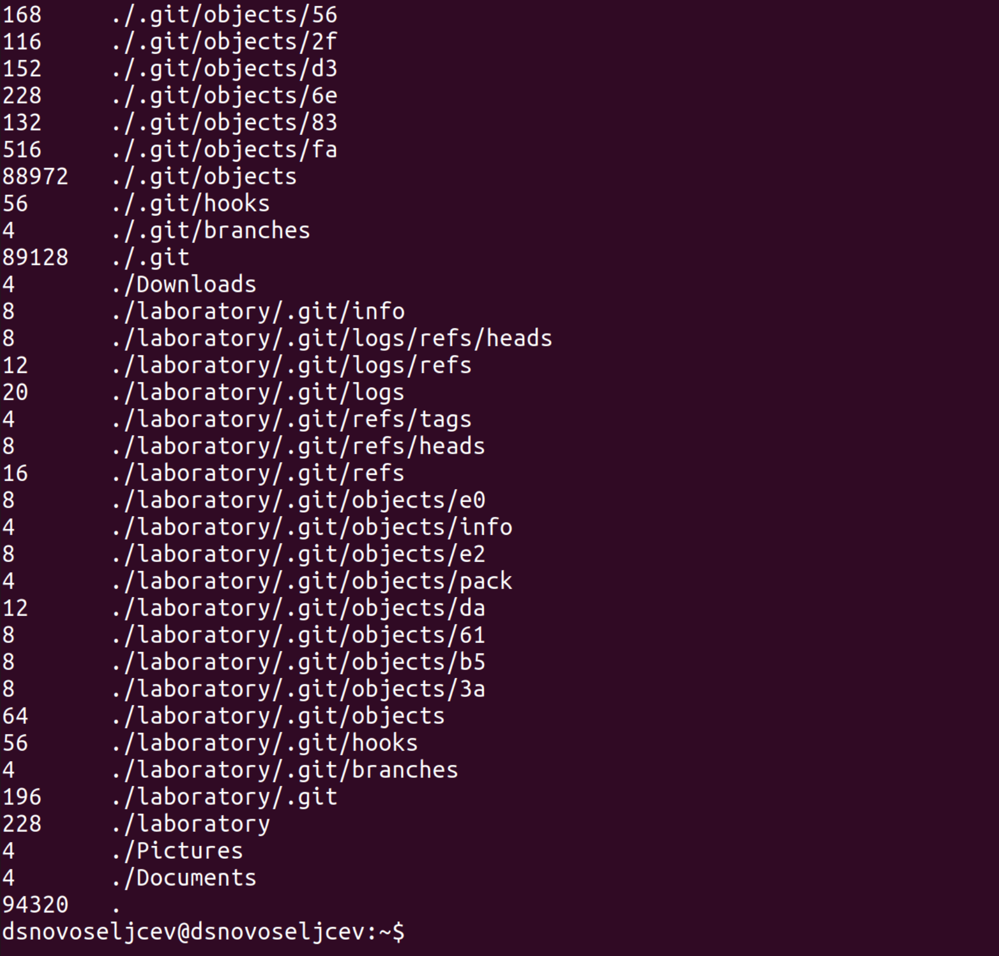 168 ./.git/objects/56
116 ./.git/objects/2f
152 ./.git/objects/d3
228 ./.git/objects/6e
132 ./.git/objects/83
516 ./.git/objects/fa
88972 ./.git/objects
56 ./.git/hooks
4 ./.git/branches
89128 ./.git
4 ./Downloads
8 ./laboratory/.git/info
8 ./laboratory/.git/logs/refs/heads
12 ./laboratory/.git/logs/refs
20 ./laboratory/.git/logs
4 ./laboratory/.git/refs/tags
8 ./laboratory/.git/refs/heads
16 ./laboratory/.git/refs
8 ./laboratory/.git/objects/e0
4 ./laboratory/.git/objects/info
8 ./laboratory/.git/objects/e2
4 ./laboratory/.git/objects/pack
12 ./laboratory/.git/objects/da
8 ./laboratory/.git/objects/61
8 ./laboratory/.git/objects/b5
8 ./laboratory/.git/objects/3a
64 ./laboratory/.git/objects
56 ./laboratory/.git/hooks
4 ./laboratory/.git/branches
196 ./laboratory/.git
228 ./laboratory
4 ./Pictures
4 ./Documents
94320 .
dsnovoseljcev@dsnovoseljcev:~$